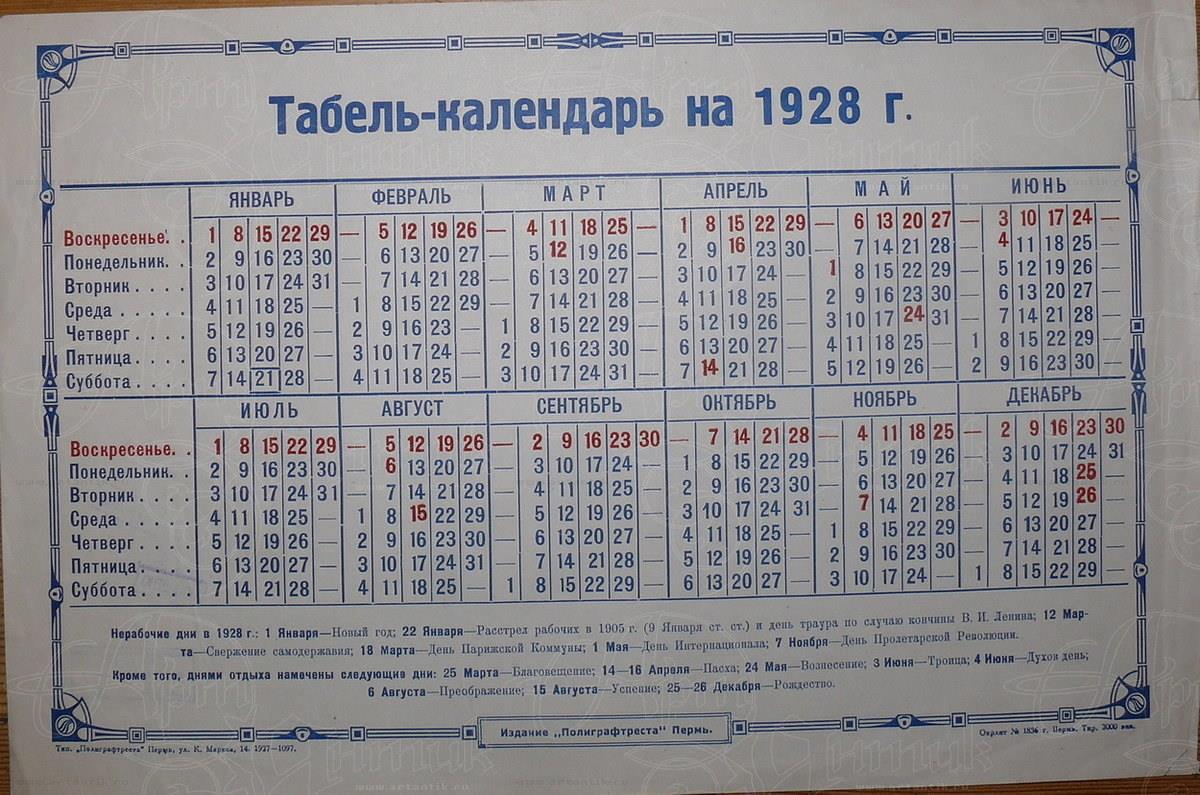 Табель-календарь на 1928 г.
ЯНВАРЬ ФЕВРАЛЬ МАРТ АПРЕЛЬ МАЙ ИЮНЬ
Воскресенье. . 1 8 15 22 29 — 5 12 19 26 — 4 11 18 25 — 1 8 15 22 29 — 6 13 20 27 — 3 10 17 24 —
Понедельник. . 2 9 16 23 30 — 6 13 20 27 — 5 12 19 26 — 2 9 16 23 30 — 7 14 21 28 — 4 11 18 25 —
Вторник . . . . 3 10 17 24 31 — 7 14 21 28 — 6 13 20 27 — 3 10 17 24 — 1 8 15 22 29 — 5 12 19 26 —
Среда . . . . . 4 11 18 25 — 1 8 15 22 29 — 7 14 21 28 — 4 11 18 25 — 2 9 16 23 30 — 6 13 20 27 —
Четверг . . . . 5 12 19 26 — 2 9 16 23 — 1 8 15 22 29 — 5 12 19 26 — 3 10 17 24 31 — 7 14 21 28 —
Пятница . . . . 6 13 20 27 — 3 10 17 24 — 2 9 16 23 30 — 6 13 20 27 — 4 11 18 25 — 1 8 15 22 29 —
Суббота . . . . 7 14 21 28 — 4 11 18 25 — 3 10 17 24 31 — 7 14 21 28 — 5 12 19 26 — 2 9 16 23 30 —
ИЮЛЬ АВГУСТ СЕНТЯБРЬ ОКТЯБРЬ НОЯБРЬ ДЕКАБРЬ
Воскресенье. . 1 8 15 22 29 — 5 12 19 26 — 2 9 16 23 30 — 7 14 21 28 — 4 11 18 25 — 2 9 16 23 30
Понедельник. . 2 9 16 23 30 — 6 13 20 27 — 3 10 17 24 — 1 8 15 22 29 — 5 12 19 26 — 3 10 17 24 31
Вторник . . . . 3 10 17 24 31 — 7 14 21 28 — 4 11 18 25 — 2 9 16 23 30 — 6 13 20 27 — 4 11 18 25 —
Среда . . . . . 4 11 18 25 — 1 8 15 22 29 — 5 12 19 26 — 3 10 17 24 31 — 7 14 21 28 — 5 12 19 26 —
Четверг . . . . 5 12 19 26 — 2 9 16 23 30 — 6 13 20 27 — 4 11 18 25 — 1 8 15 22 29 — 6 13 20 27 —
Пятница. . . . 6 13 20 27 — 3 10 17 24 31 — 7 14 21 28 — 5 12 19 26 — 2 9 16 23 30 — 7 14 21 28 —
Суббота . . . . 7 14 21 28 — 4 11 18 25 — 1 8 15 22 29 — 6 13 20 27 — 3 10 17 24 — 1 8 15 22 29 —
Нерабочие дни в 1928 г.: 1 Января—Новый год; 22 Января—Расстрел рабочих в 1905 г. (9 Января ст. ст.) и день траура по случаю кончины В. И. Ленина; 12 Мар-
та—Свержение самодержавия; 18 Марта—День Парижской Коммуны; 1 Мая—День Интернационала; 7 Ноября—День Пролетарской Революции.
Кроме того, днями отдыха намечены следующие дни: 25 Марта—Благовещение; 14—16 Апреля—Пасха; 24 Мая—Вознесение; 3 Июня—Троица; 4 Июня—Духов день;
6 Августа—Преображение; 15 Августа—Успение; 25—26 Декабря—Рождество.
Издание „Полиграфтреста" Пермь.
Тип. „Полиграфтреста" Пермь, ул. К. Маркса, 14. 1927—1097.
Окрлит № 1836 г. Пермь. Тир. 3000 экз.
www.artantik.ru